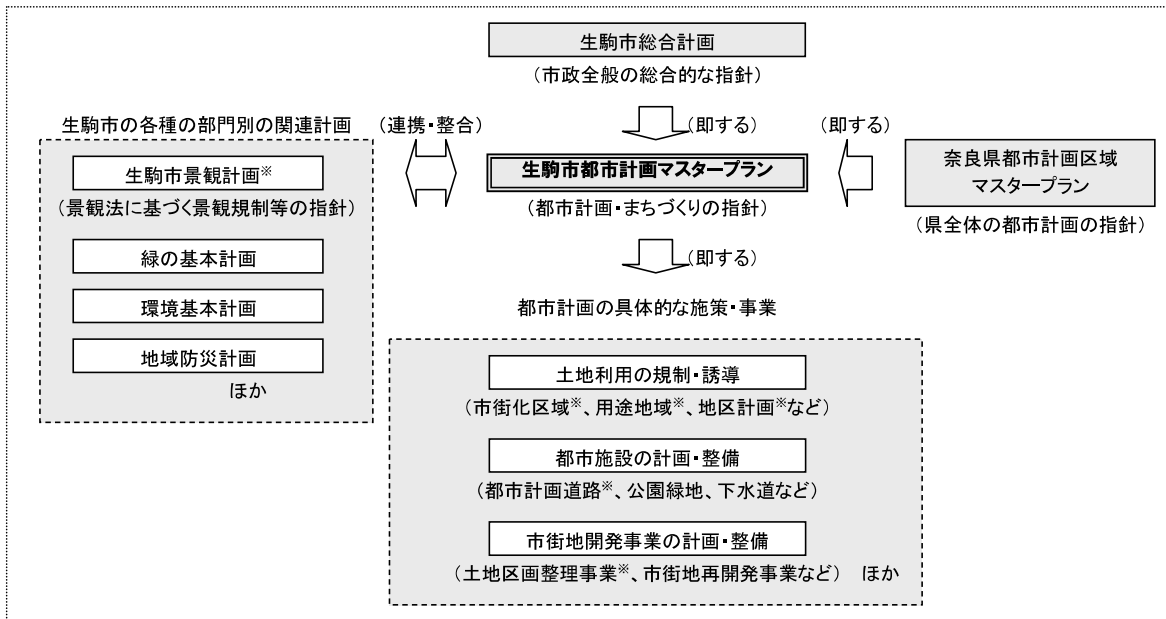 生駒市総合計画
（市政全般の総合的な指針）
生駒市の各種の部門別の関連計画
（連携・整合）
（即する）
（即する）
生駒市景観計画※
（景観法に基づく景観規制等の指針）
緑の基本計画
環境基本計画
地域防災計画
ほか
生駒市都市計画マスタープラン
（都市計画・まちづくりの指針）
奈良県都市計画区域
マスタープラン
（県全体の都市計画の指針）
（即する）
都市計画の具体的な施策・事業
土地利用の規制・誘導
（市街化区域※、用途地域※、地区計画※など）
都市施設の計画・整備
（都市計画道路※、公園緑地、下水道など）
市街地開発事業の計画・整備
（土地区画整理事業※、市街地再開発事業など）　ほか